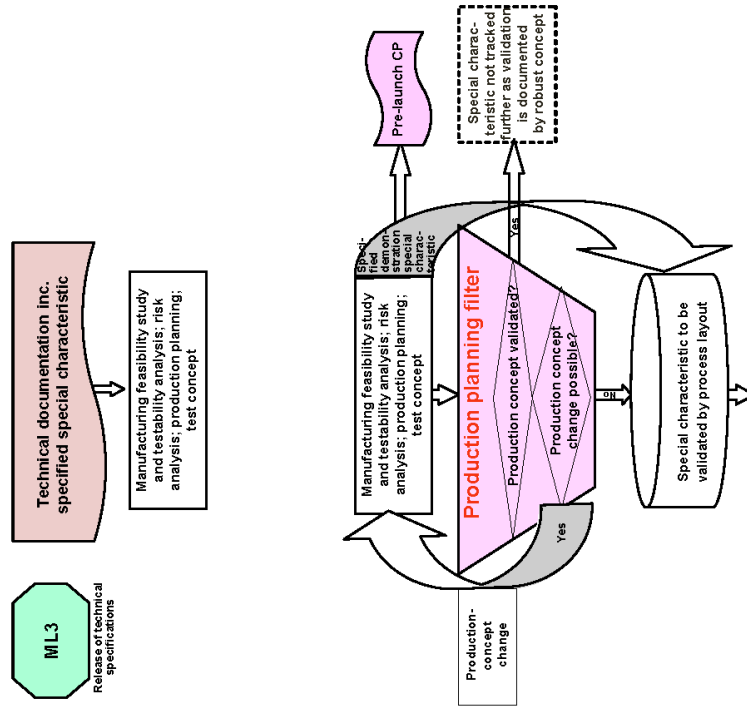 ML3
Release of technical
specifications
Technical documentation inc.
specified special characteristic
Manufacturing feasibility study
and testability analysis; risk
analysis; production planning;
test concept
Production-
concept
change
Manufacturing feasibility study
and testability analysis; risk
analysis; production planning;
test concept
Speci-
fied
demon-
stration
special
charac-
teristic
Pre-launch CP
Production planning filter
Production concept validated?
Yes
Special charac-
teristic not tracked
further as validation
is documented
by robust concept
Production concept
change possible?
Yes
No
Special characteristic to be
validated by process layout